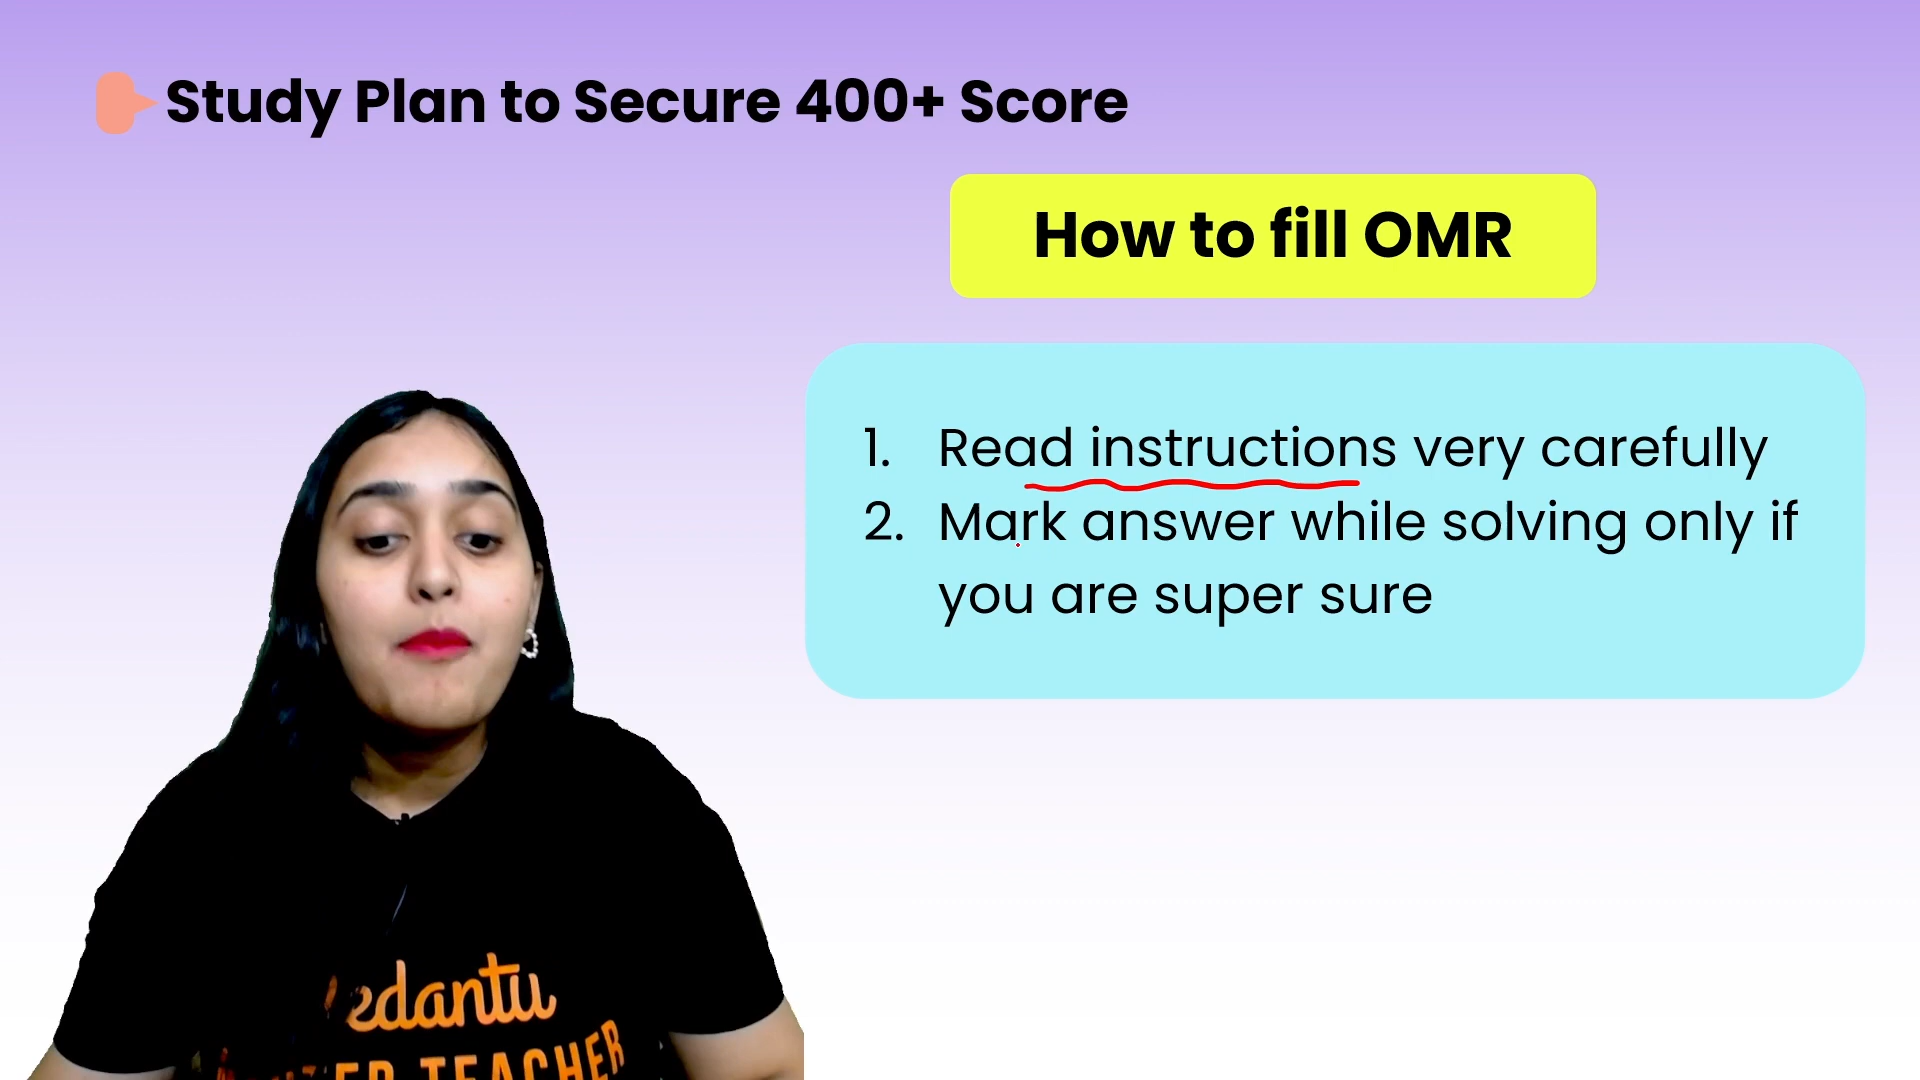 Study Plan to Secure 400+ Score
How to fill OMR
1. Read instructions very carefully
2. Mark answer while solving only if
you are super sure
edantu
TEACHER